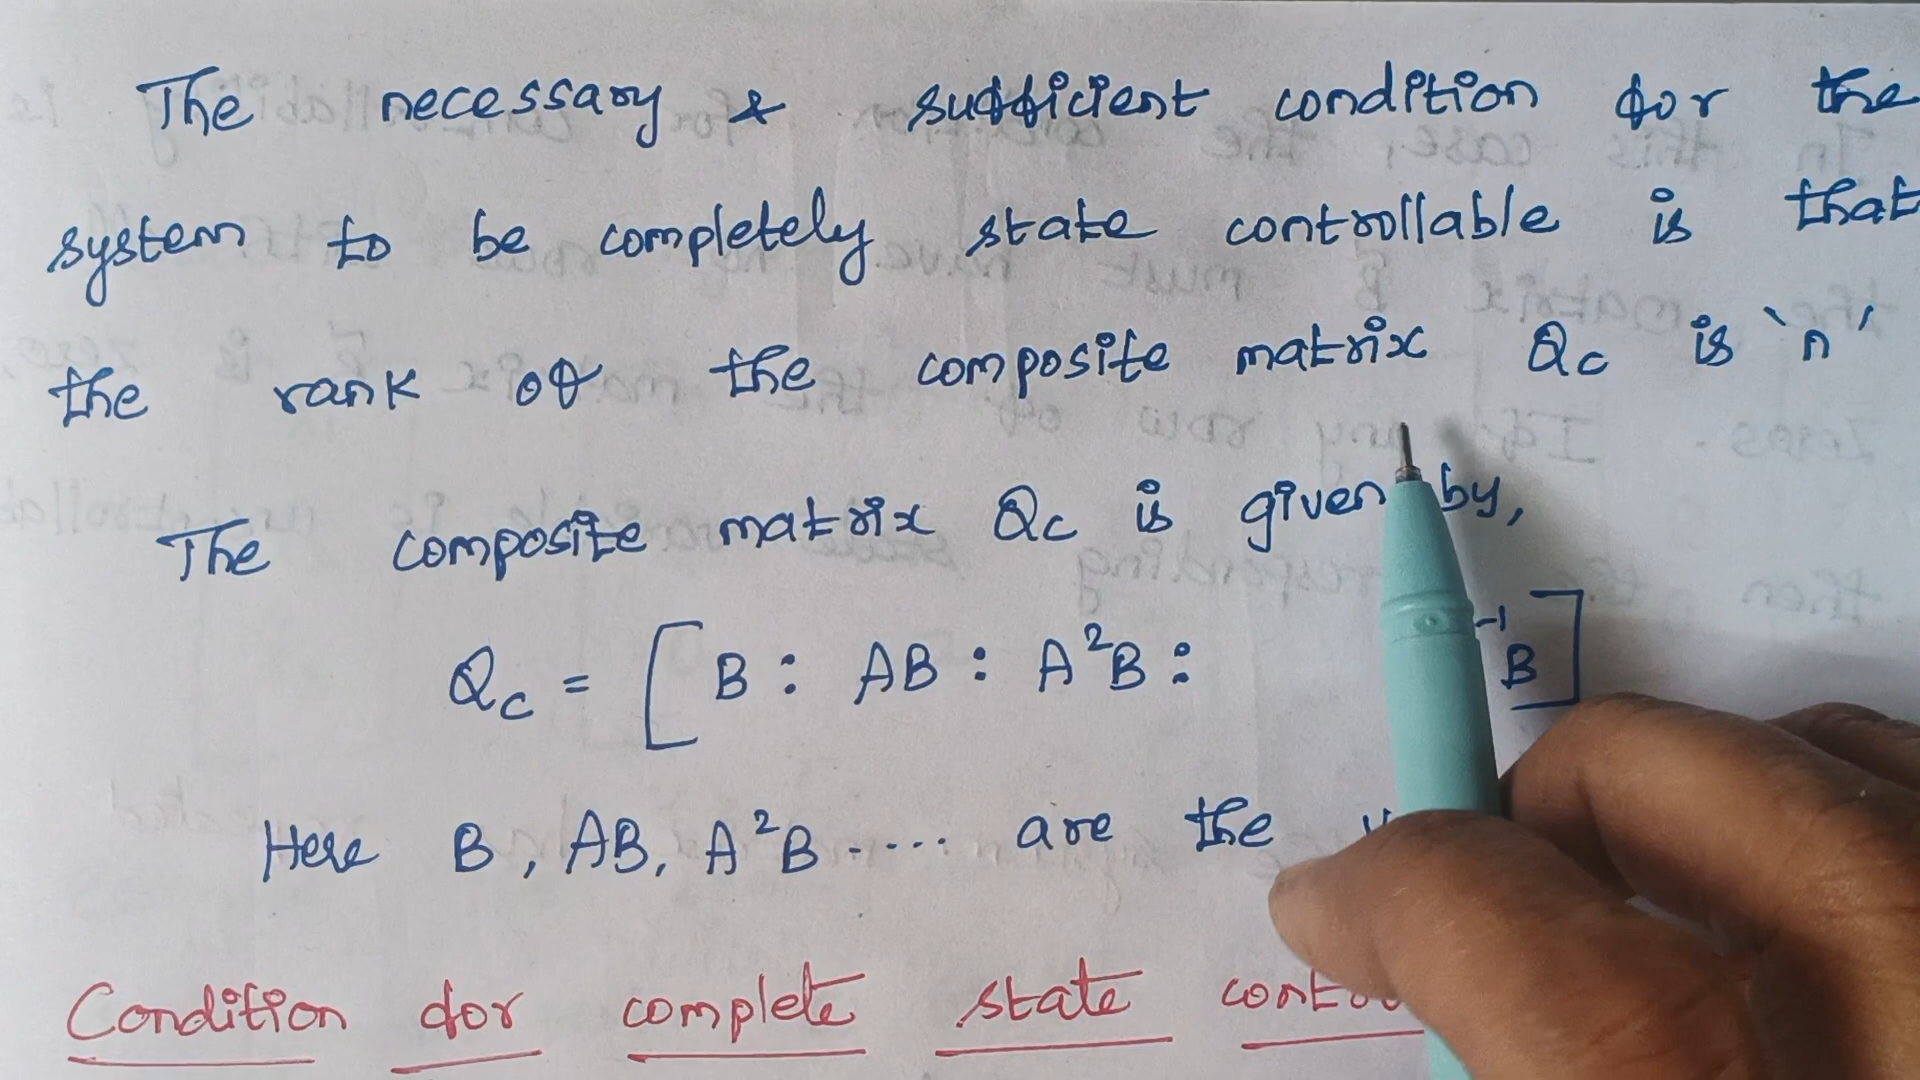 The necessary & sufficient condition for the
system to be completely state controllable is that
the rank of the composite matrix Qc is 'n'
The composite matrix Qc is given by,
Qc = [ B : AB : A²B : ⁻¹B ]
Here B, AB, A²B ..... are the
Condition for complete state